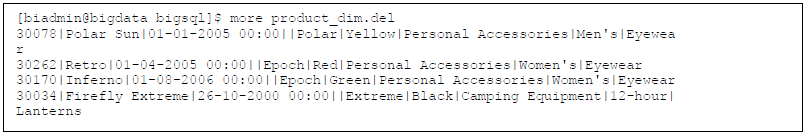 [biadmin@bigdata bigsql]$ more product_dim.del
30078|Polar Sun|01-01-2005 00:00||Polar|Yellow|Personal Accessories|Men's|Eyewea
r
30262|Retro|01-04-2005 00:00||Epoch|Red|Personal Accessories|Women's|Eyewear
30170|Inferno|01-08-2006 00:00||Epoch|Green|Personal Accessories|Women's|Eyewear
30034|Firefly Extreme|26-10-2000 00:00||Extreme|Black|Camping Equipment|12-hour|
Lanterns